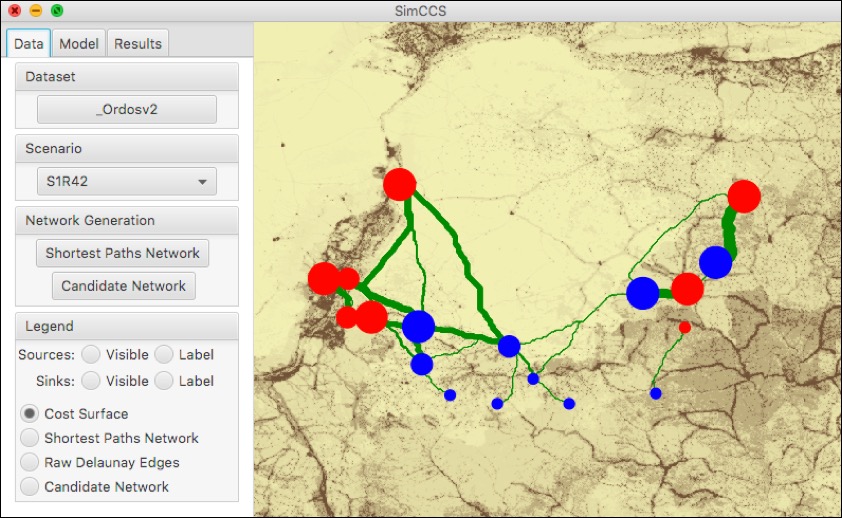 SimCCS
Data Model Results
Dataset
_Ordosv2
Scenario
S1R42
Network Generation
Shortest Paths Network
Candidate Network
Legend
Sources: Visible Label
Sinks: Visible Label
Cost Surface
Shortest Paths Network
Raw Delaunay Edges
Candidate Network